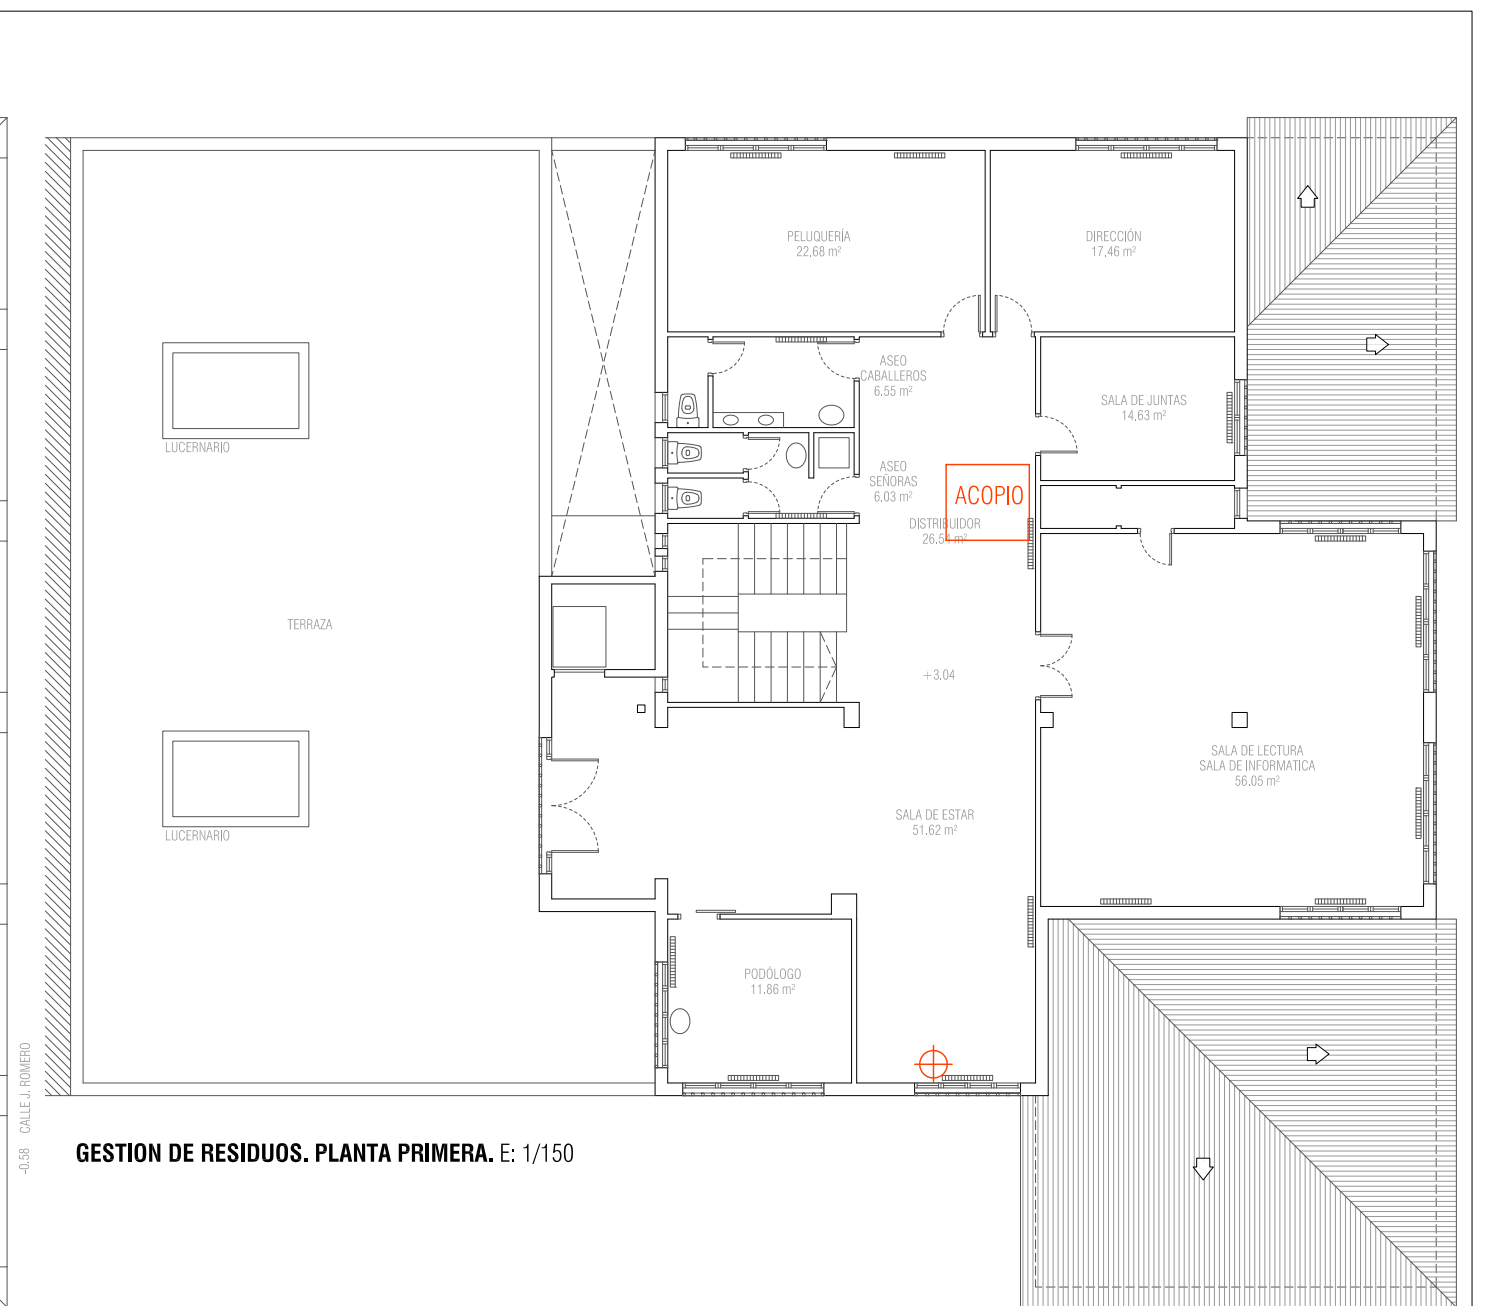 PELUQUERÍA
22,68 m²
DIRECCIÓN
17,46 m²
ASEO
CABALLEROS
6.55 m²
SALA DE JUNTAS
14,63 m²
LUCERNARIO
ASEO
SEÑORAS
6.03 m²
ACOPIO
DISTRIBUIDOR
26.54 m²
TERRAZA
+3.04
SALA DE LECTURA
SALA DE INFORMATICA
56.05 m²
SALA DE ESTAR
51.62 m²
LUCERNARIO
PODÓLOGO
11.86 m²
-0.58 CALLE J. ROMERO
GESTION DE RESIDUOS. PLANTA PRIMERA. E: 1/150